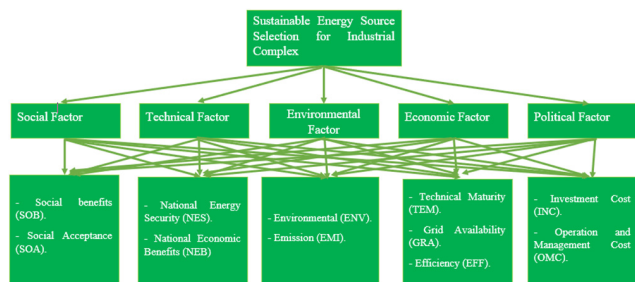 Sustainable Energy Source
Selection for Industrial
Complex
Social Factor
Technical Factor
Environmental
Factor
Economic Factor
Political Factor
- Social benefits
(SOB).
- Social Acceptance
(SOA).
- National Energy
Security (NES).
- National Economic
Benefits (NEB)
- Environmental (ENV).
- Emission (EMI).
- Technical Maturity
(TEM).
- Grid Availability
(GRA).
- Efficiency (EFF).
- Investment Cost
(INC).
- Operation and
Management Cost
(OMC).